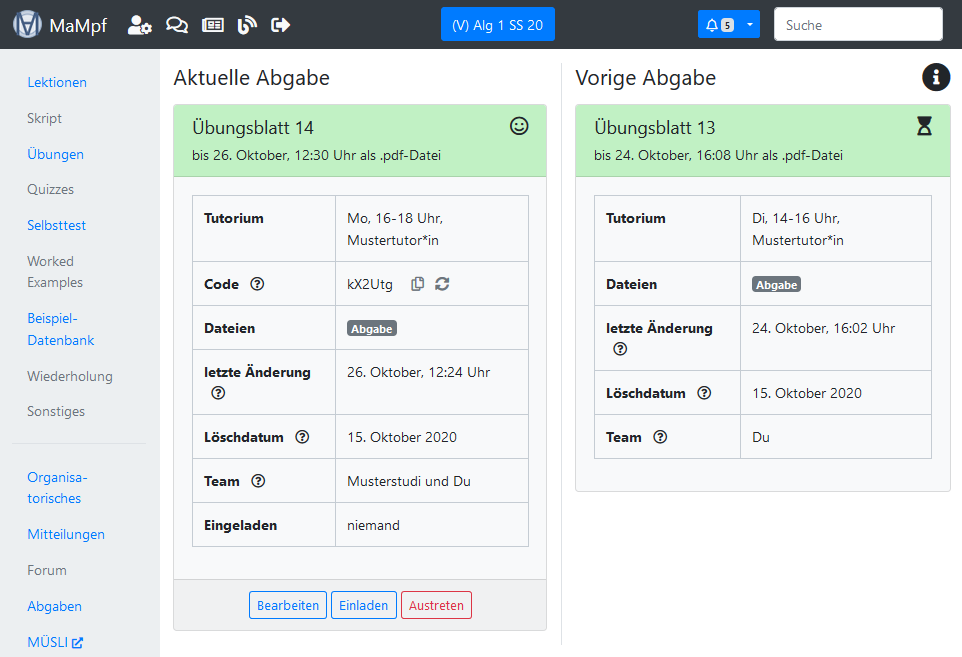 MaMpf
(V) Alg 1 SS 20
5
Suche
Lektionen
Skript
Übungen
Quizzes
Selbsttest
Worked
Examples
Beispiel-
Datenbank
Wiederholung
Sonstiges
Organisa-
torisches
Mitteilungen
Forum
Abgaben
MÜSLI
Aktuelle Abgabe
Übungsblatt 14
bis 26. Oktober, 12:30 Uhr als .pdf-Datei
Tutorium
Mo, 16-18 Uhr,
Mustertutor*in
Code
kX2Utg
Dateien
Abgabe
letzte Änderung
26. Oktober, 12:24 Uhr
Löschdatum
15. Oktober 2020
Team
Musterstudi und Du
Eingeladen
niemand
Bearbeiten
Einladen
Austreten
Vorige Abgabe
Übungsblatt 13
bis 24. Oktober, 16:08 Uhr als .pdf-Datei
Tutorium
Di, 14-16 Uhr,
Mustertutor*in
Dateien
Abgabe
letzte Änderung
24. Oktober, 16:02 Uhr
Löschdatum
15. Oktober 2020
Team
Du